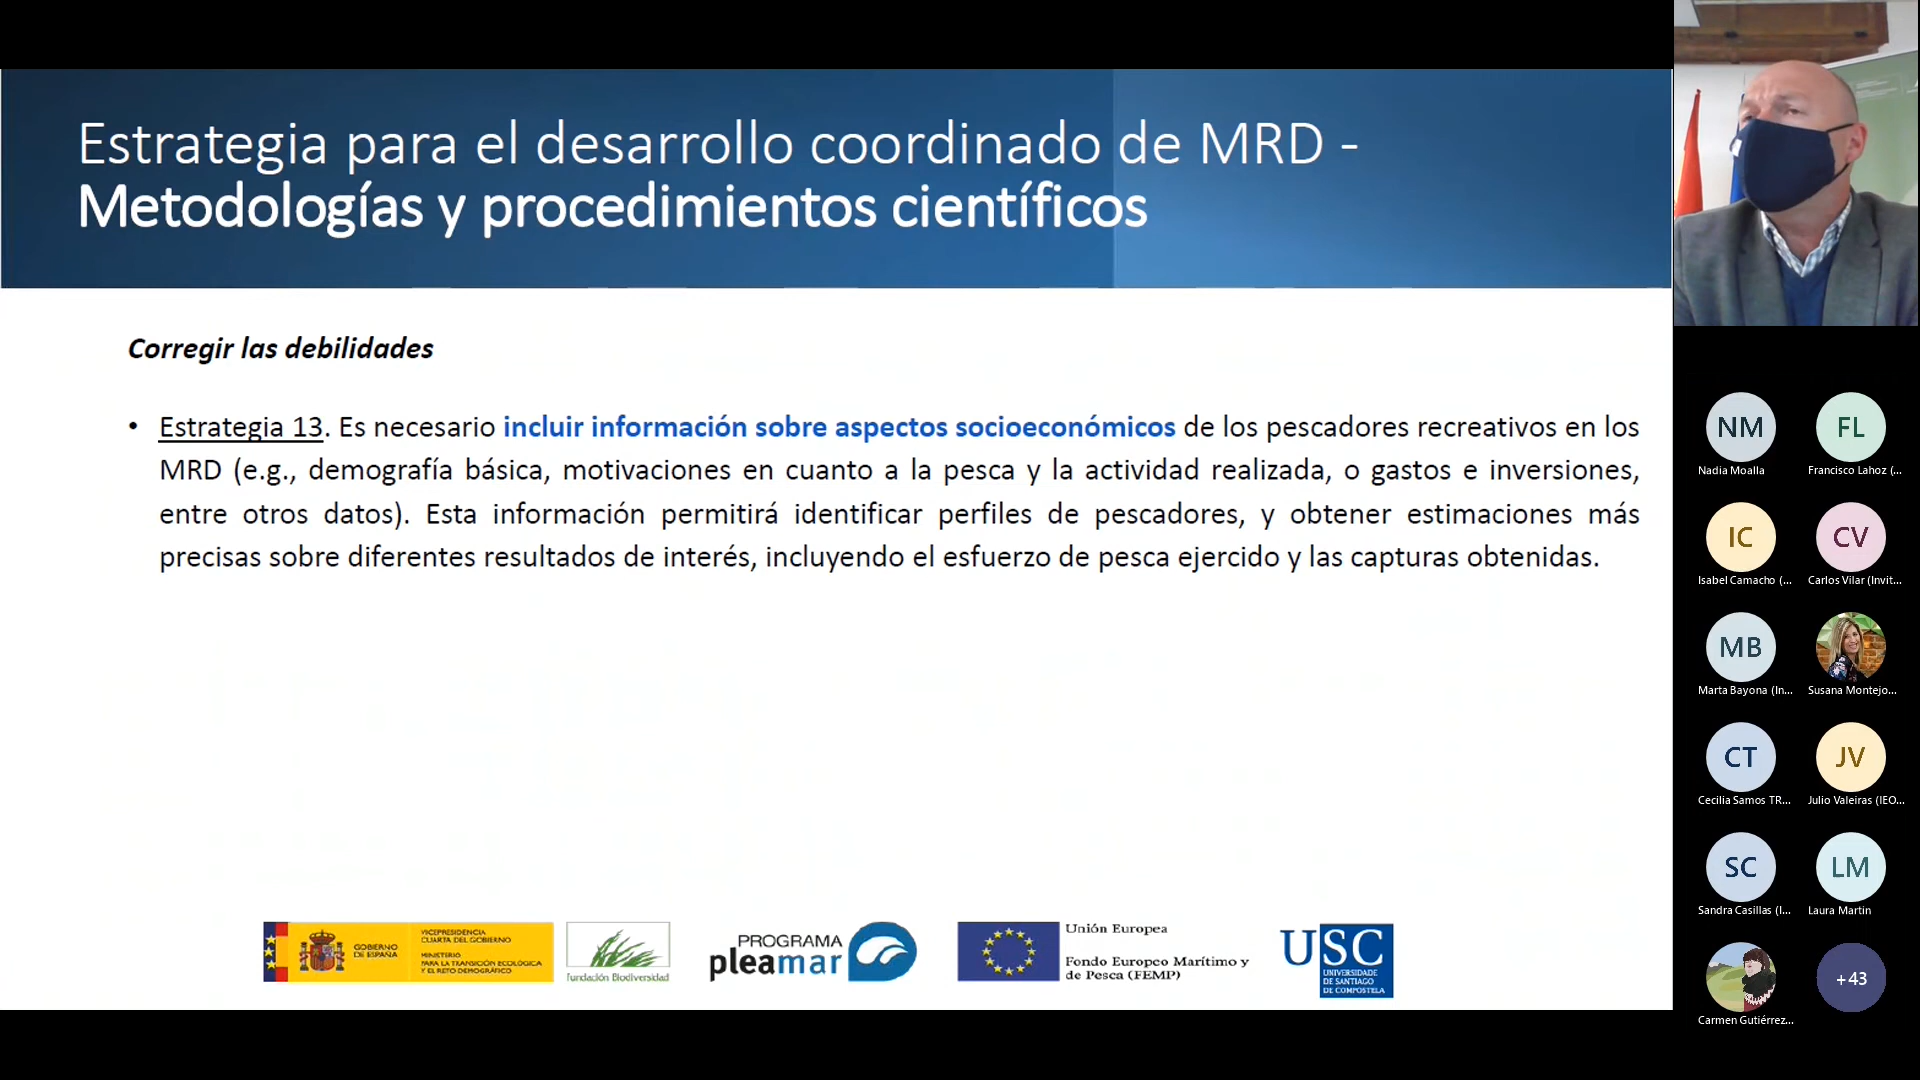 Estrategia para el desarrollo coordinado de MRD -
Metodologías y procedimientos científicos
Corregir las debilidades
• Estrategia 13. Es necesario incluir información sobre aspectos socioeconómicos de los pescadores recreativos en los
MRD (e.g., demografía básica, motivaciones en cuanto a la pesca y la actividad realizada, o gastos e inversiones,
entre otros datos). Esta información permitirá identificar perfiles de pescadores, y obtener estimaciones más
precisas sobre diferentes resultados de interés, incluyendo el esfuerzo de pesca ejercido y las capturas obtenidas.
GOBIERNO
DE ESPAÑA
VICEPRESIDENCIA
CUARTA DEL GOBIERNO
MINISTERIO
PARA LA TRANSICIÓN ECOLÓGICA
Y EL RETO DEMOGRÁFICO
Fundación Biodiversidad
PROGRAMA
pleamar
Unión Europea
Fondo Europeo Marítimo y
de Pesca (FEMP)
USC
UNIVERSIDADE
DE SANTIAGO
DE COMPOSTELA
NM
FL
Nadia Moalla
Francisco Lahoz (...
IC
CV
Isabel Camacho (...
Carlos Vilar (Invit...
MB
Marta Bayona (In...
Susana Montejo...
CT
JV
Cecilia Samos TR...
Julio Valeiras (IEO...
SC
LM
Sandra Casillas (I...
Laura Martin
+43
Carmen Gutiérrez...